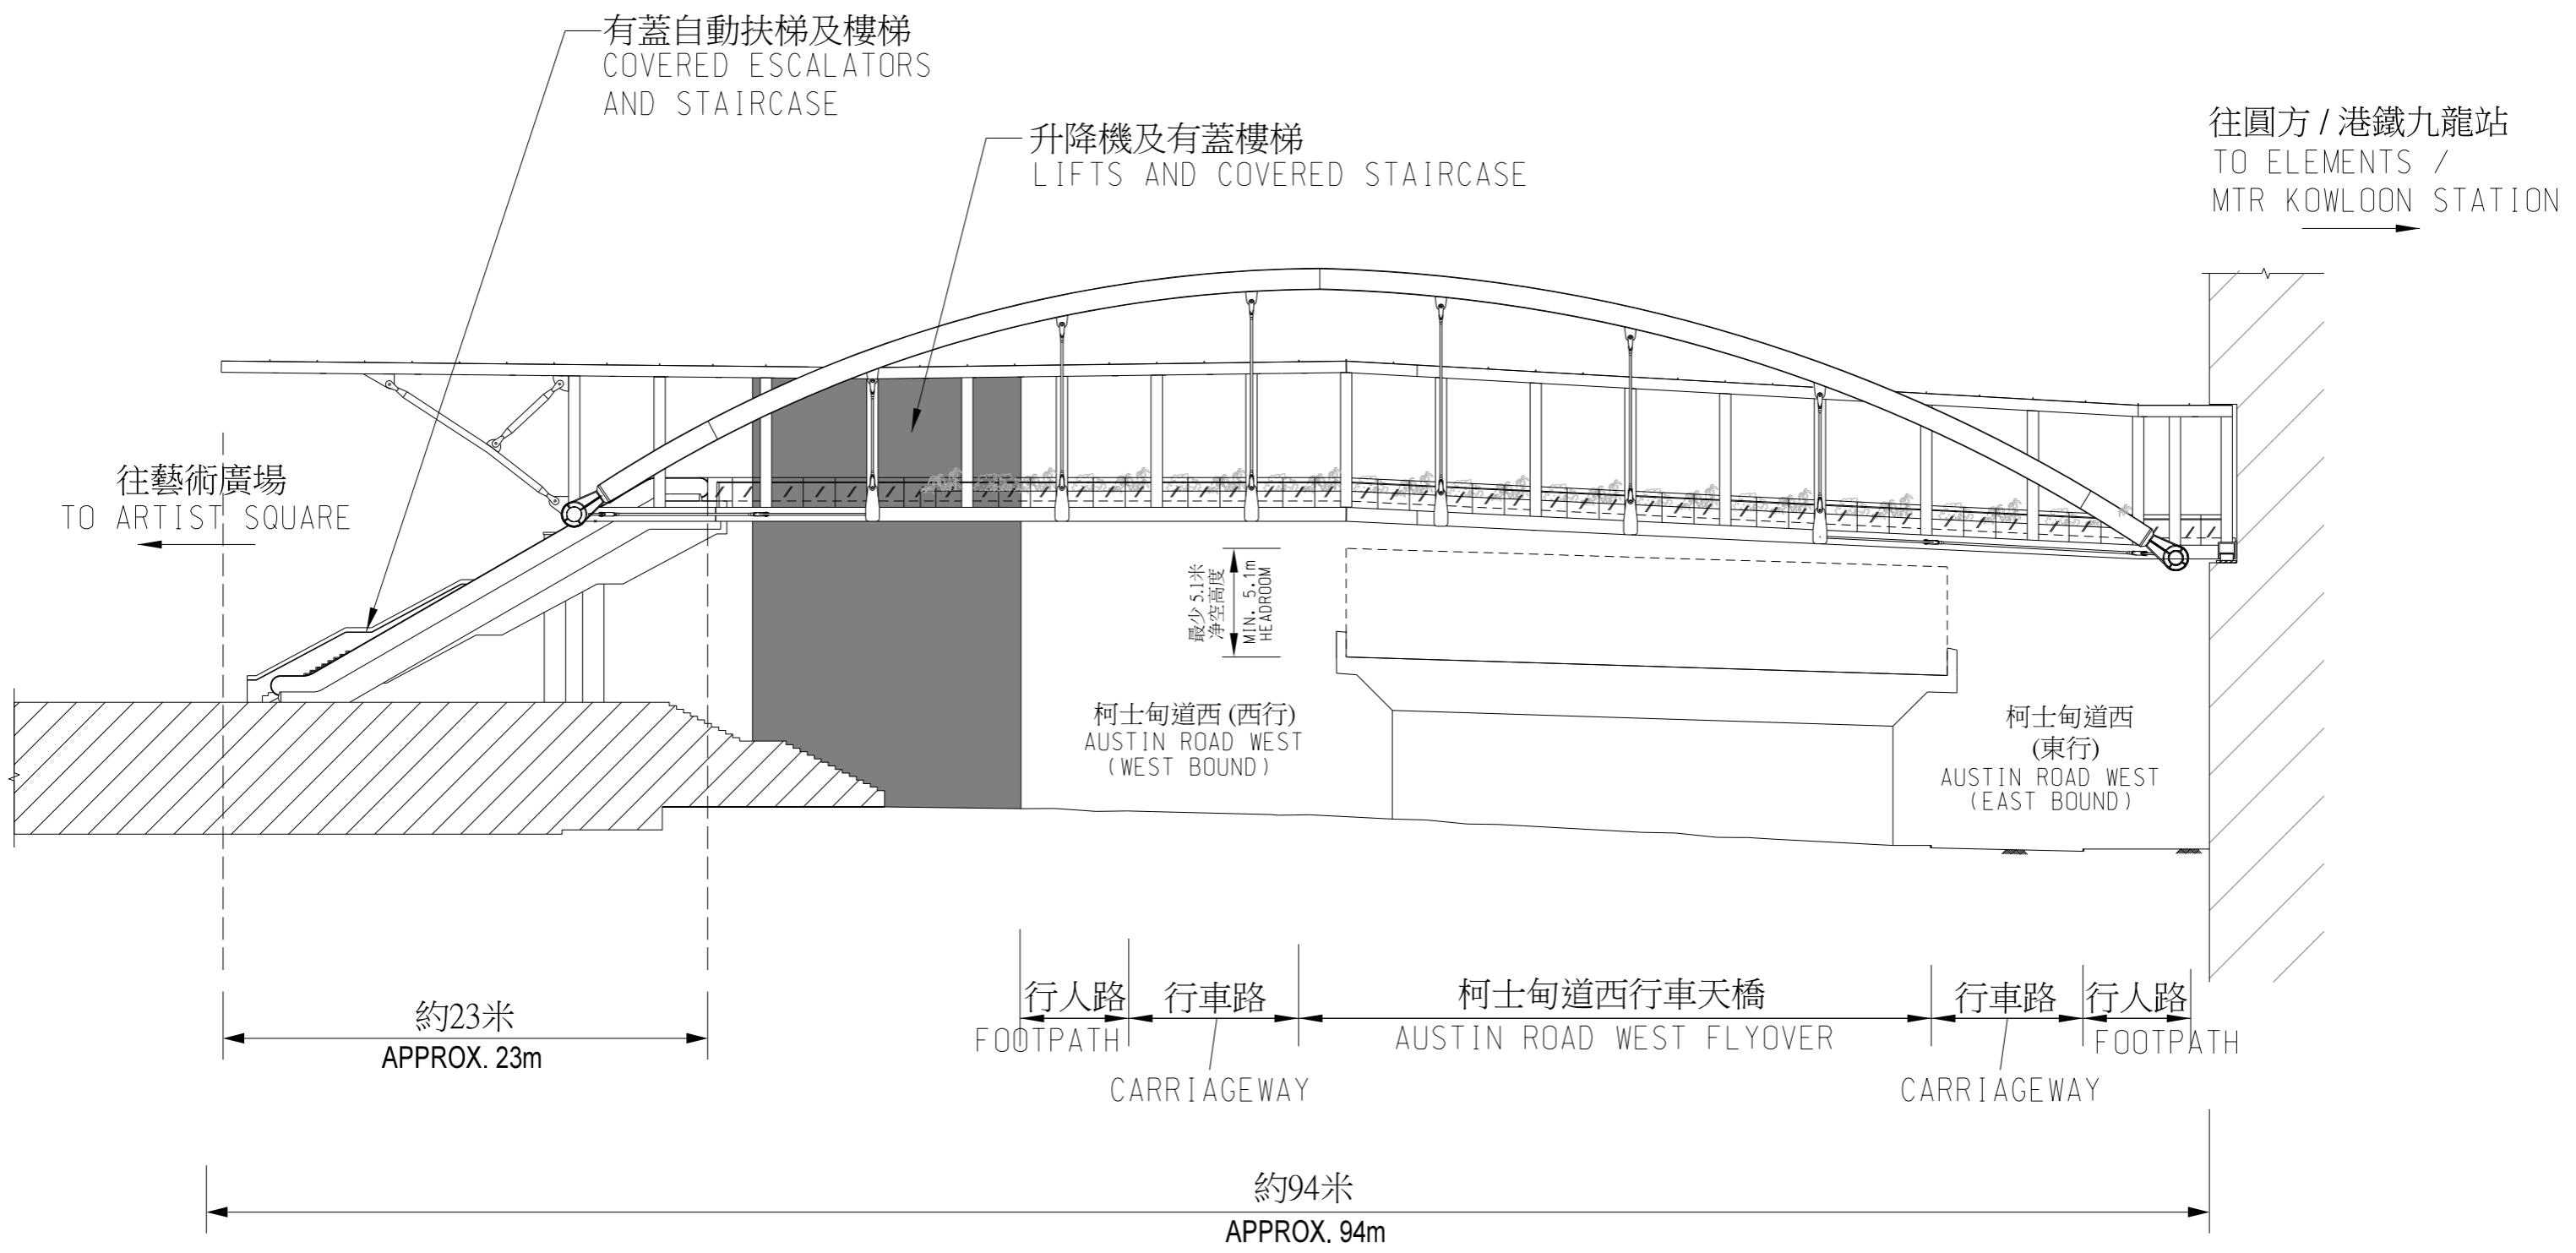 有蓋自動扶梯及樓梯
COVERED ESCALATORS
AND STAIRCASE
升降機及有蓋樓梯
LIFTS AND COVERED STAIRCASE
往圓方 / 港鐵九龍站
TO ELEMENTS /
MTR KOWLOON STATION
往藝術廣場
TO ARTIST SQUARE
最少 5.1米
淨空高度
MIN. 5.1m
HEADROOM
柯士甸道西 (西行)
AUSTIN ROAD WEST
(WEST BOUND)
柯士甸道西
(東行)
AUSTIN ROAD WEST
(EAST BOUND)
約23米
APPROX. 23m
行人路
FOOTPATH
行車路
CARRIAGEWAY
柯士甸道西行車天橋
AUSTIN ROAD WEST FLYOVER
行車路
CARRIAGEWAY
行人路
FOOTPATH
約94米
APPROX. 94m